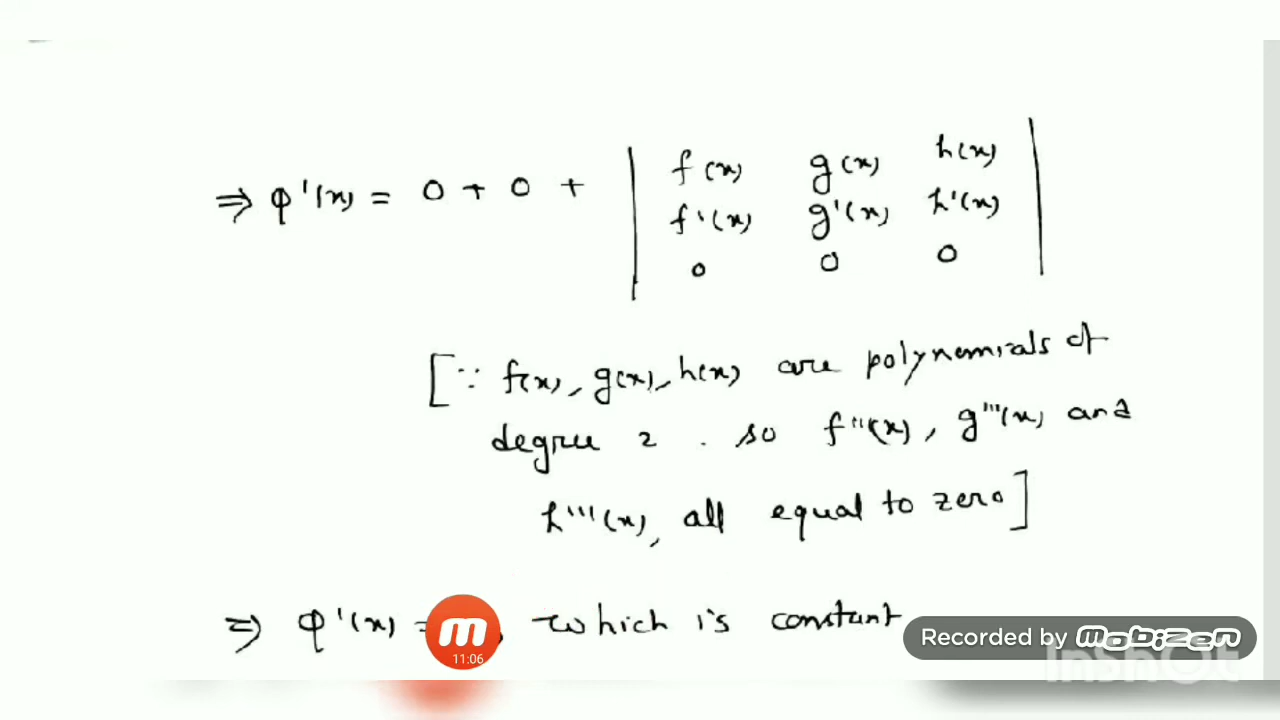 ⇒ φ'(x) = 0 + 0 + | f(x) g(x) h(x) |
| f'(x) g'(x) h'(x) |
| 0 0 0 |
[∵ f(x), g(x), h(x) are polynomials of
degree 2 . so f'''(x), g'''(x) and
h'''(x), all equal to zero]
⇒ φ'(x) = , which is constant
11:06
Recorded by mobizen
InShot